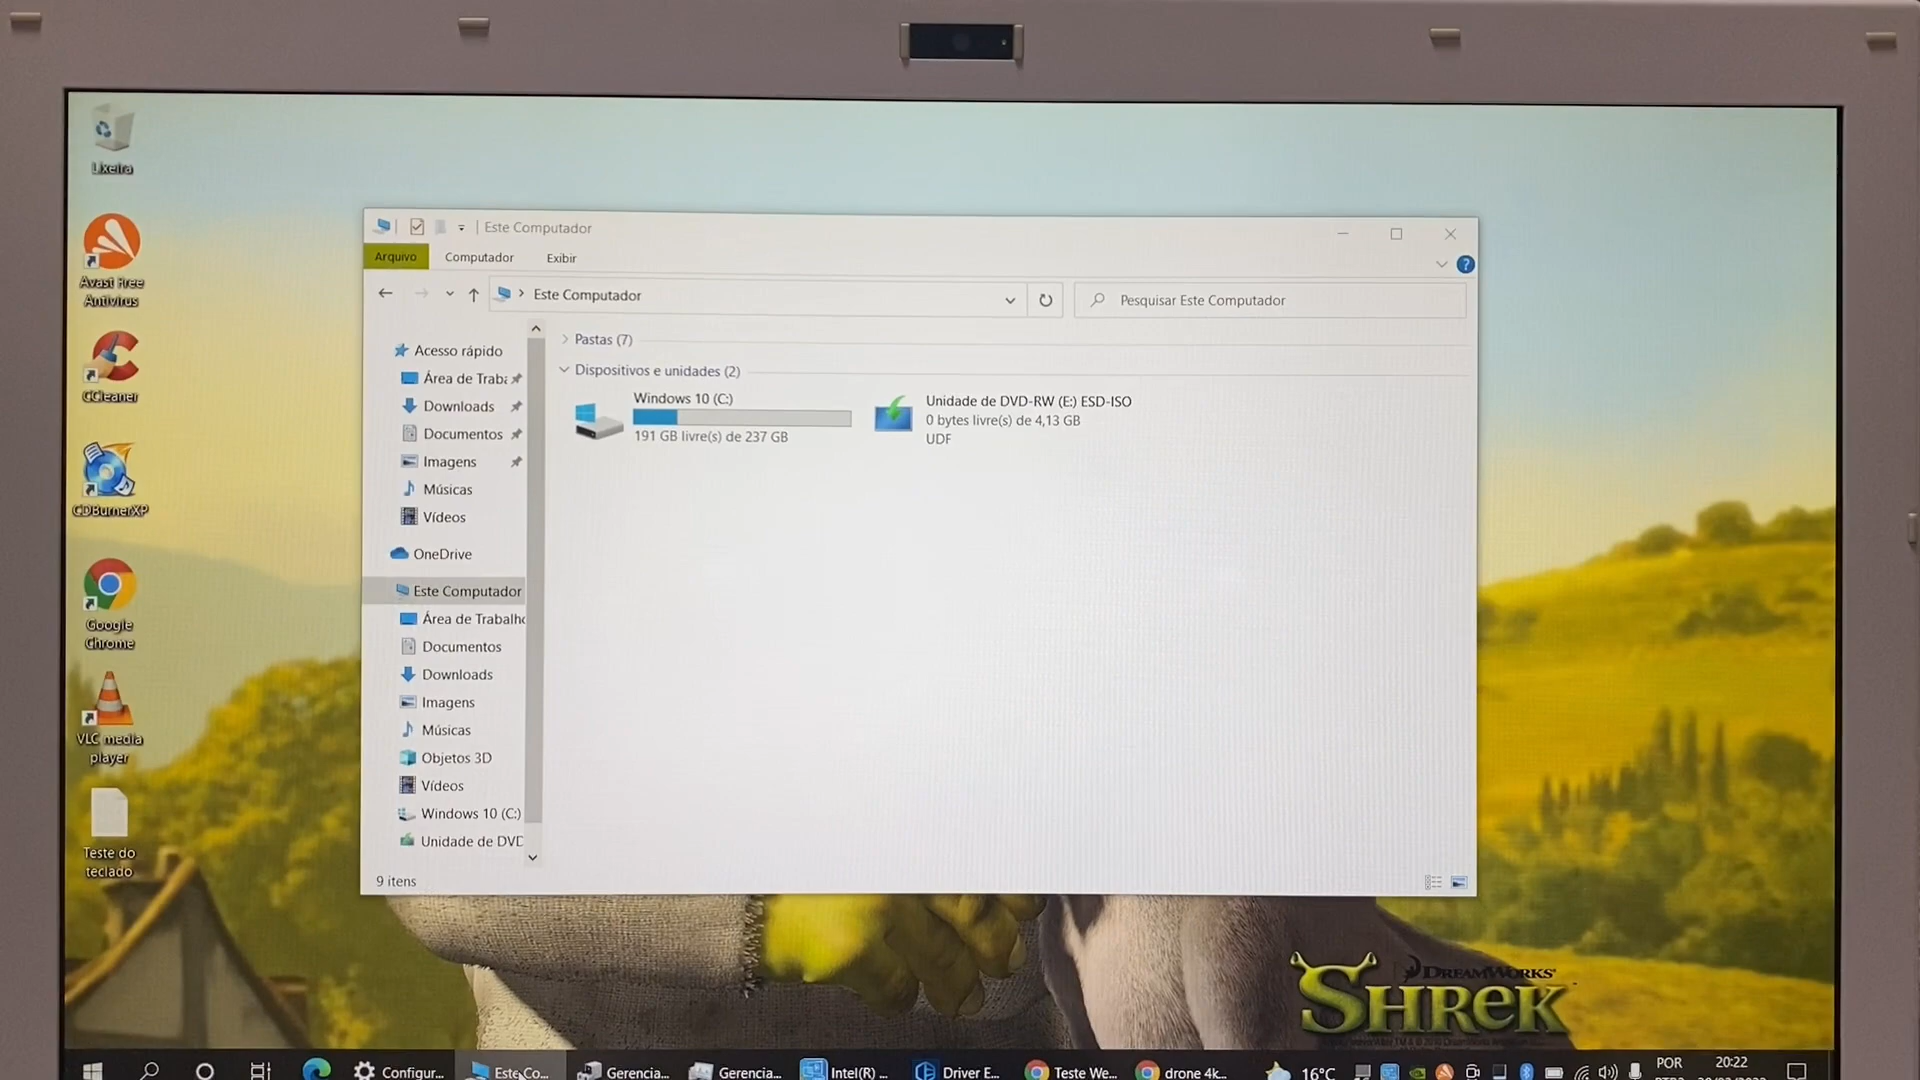 Lixeira
Avast Free
Antivirus
CCleaner
CDBurnerXP
Google
Chrome
VLC media
player
Teste do
teclado
Este Computador
Arquivo
Computador
Exibir
Este Computador
Pesquisar Este Computador
Acesso rápido
Área de Traba
Downloads
Documentos
Imagens
Músicas
Vídeos
OneDrive
Este Computador
Área de Trabalho
Documentos
Downloads
Imagens
Músicas
Objetos 3D
Vídeos
Windows 10 (C:)
Unidade de DVD
9 itens
Pastas (7)
Dispositivos e unidades (2)
Windows 10 (C:)
191 GB livre(s) de 237 GB
Unidade de DVD-RW (E:) ESD-ISO
0 bytes livre(s) de 4,13 GB
UDF
DREAMWORKS
SHREK
Configur...
Este Co...
Gerencia...
Gerencia...
Intel(R) ...
Driver E...
Teste We...
drone 4k...
16°C
POR
20:22